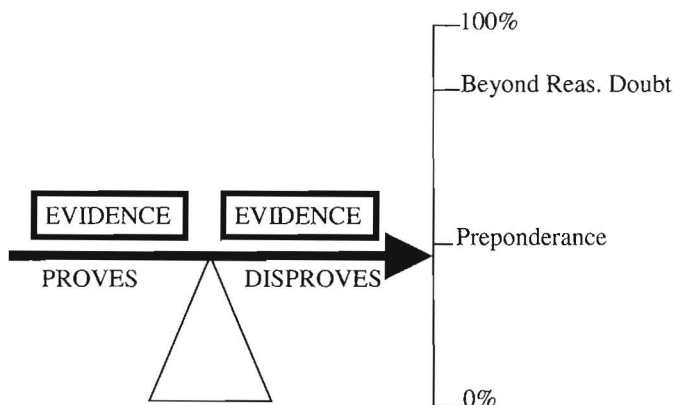 100%
Beyond Reas. Doubt
EVIDENCE EVIDENCE
Preponderance
PROVES DISPROVES
0%